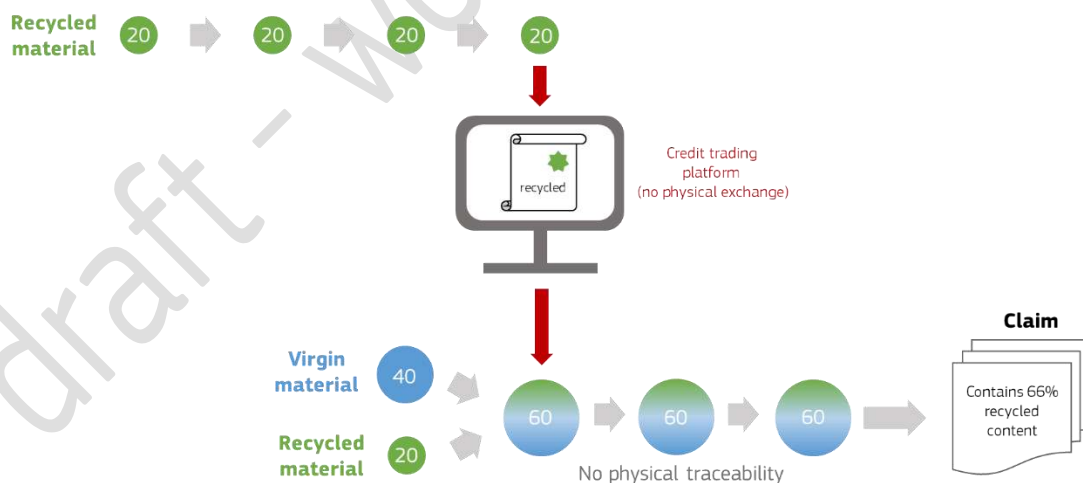 Recycled
material
20
20
20
20
recycled
Credit trading
platform
(no physical exchange)
Claim
Virgin
material
40
60
60
60
Contains 66%
recycled
content
Recycled
material
20
No physical traceability
draft -